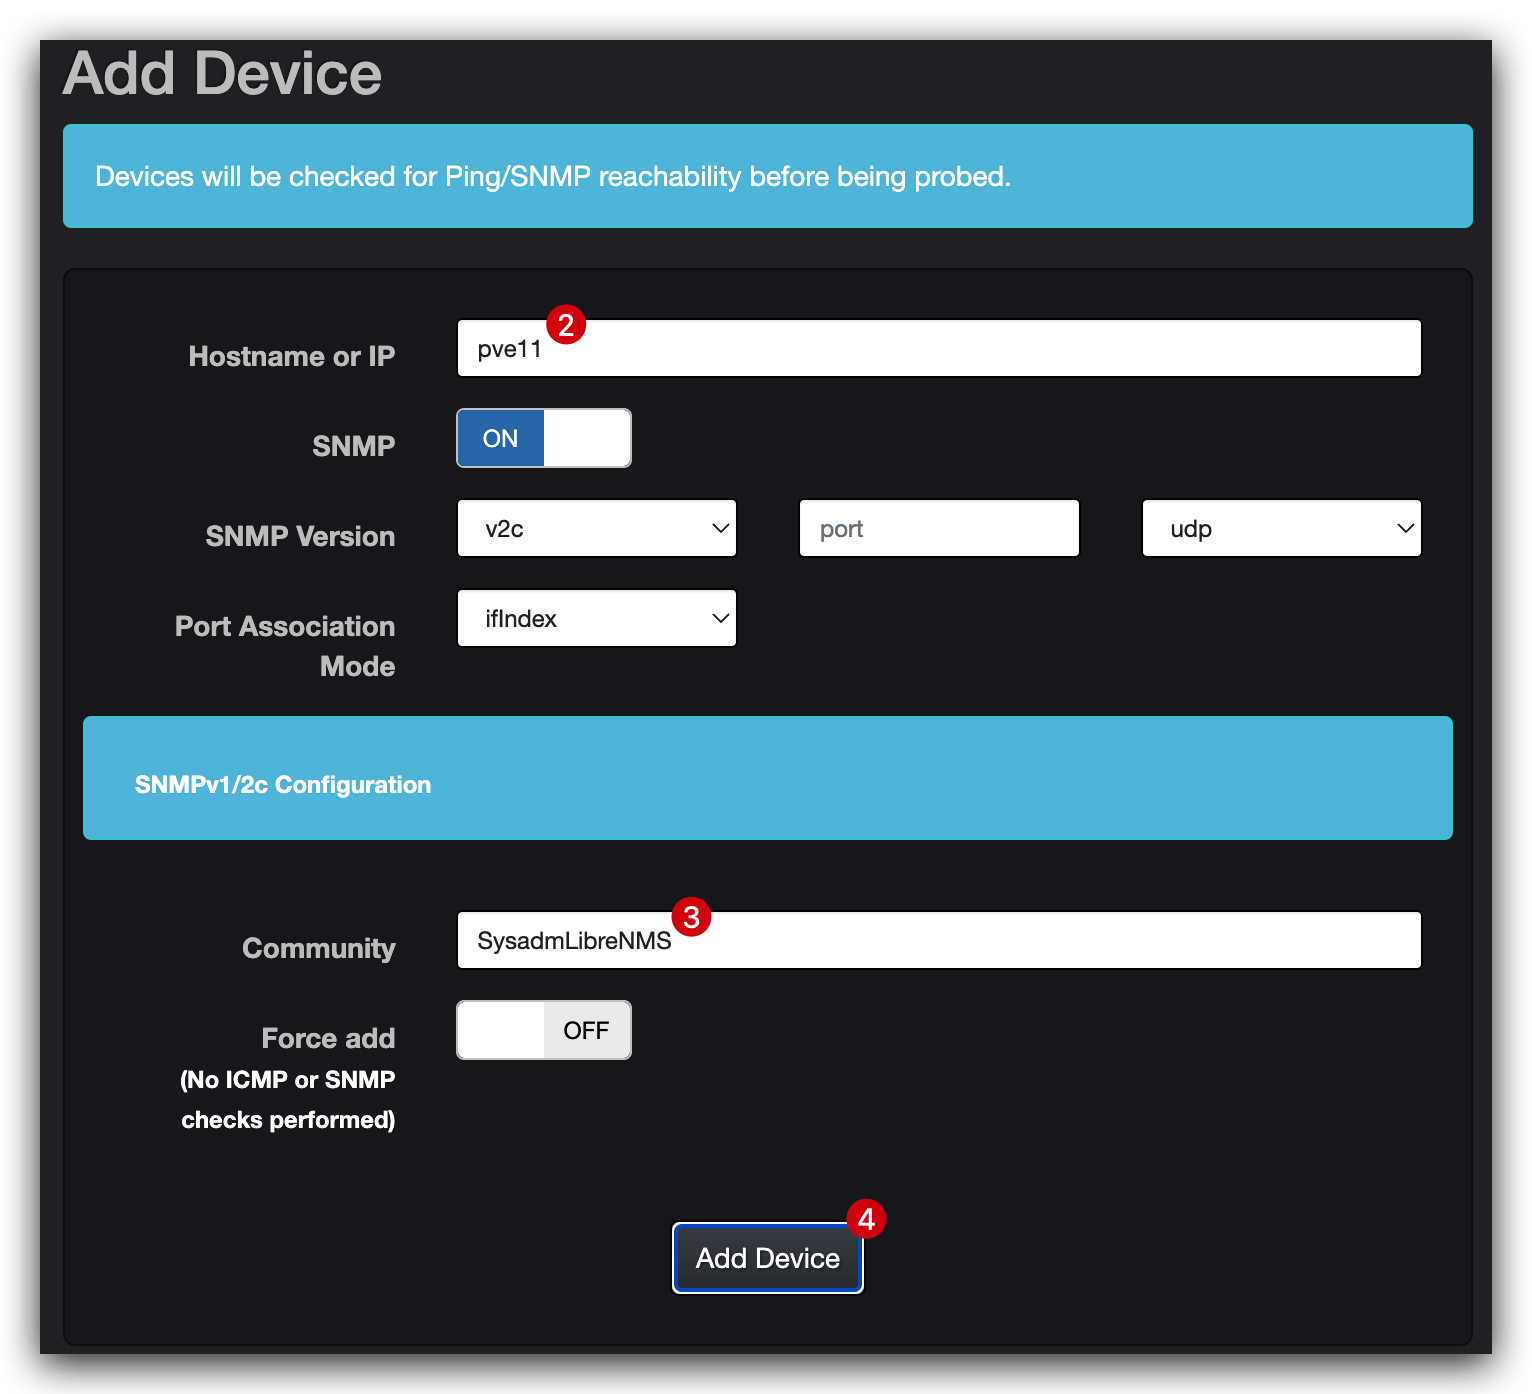 Add Device
Devices will be checked for Ping/SNMP reachability before being probed.
2
Hostname or IP pve11
SNMP ON
SNMP Version v2c port udp
Port Association ifIndex
Mode
SNMPv1/2c Configuration
3
Community SysadmLibreNMS
Force add OFF
(No ICMP or SNMP
checks performed)
4
Add Device